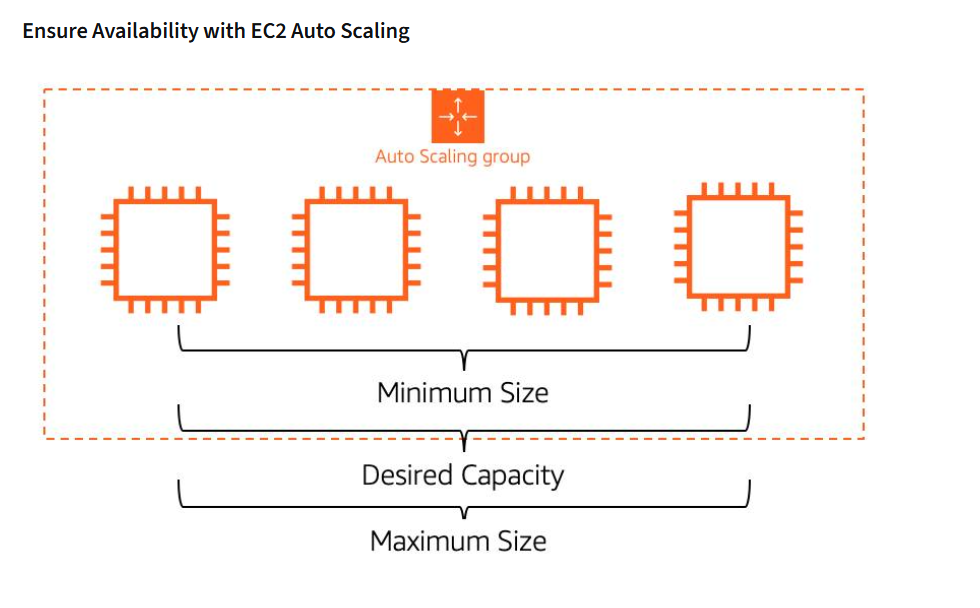 Ensure Availability with EC2 Auto Scaling
Auto Scaling group
Minimum Size
Desired Capacity
Maximum Size